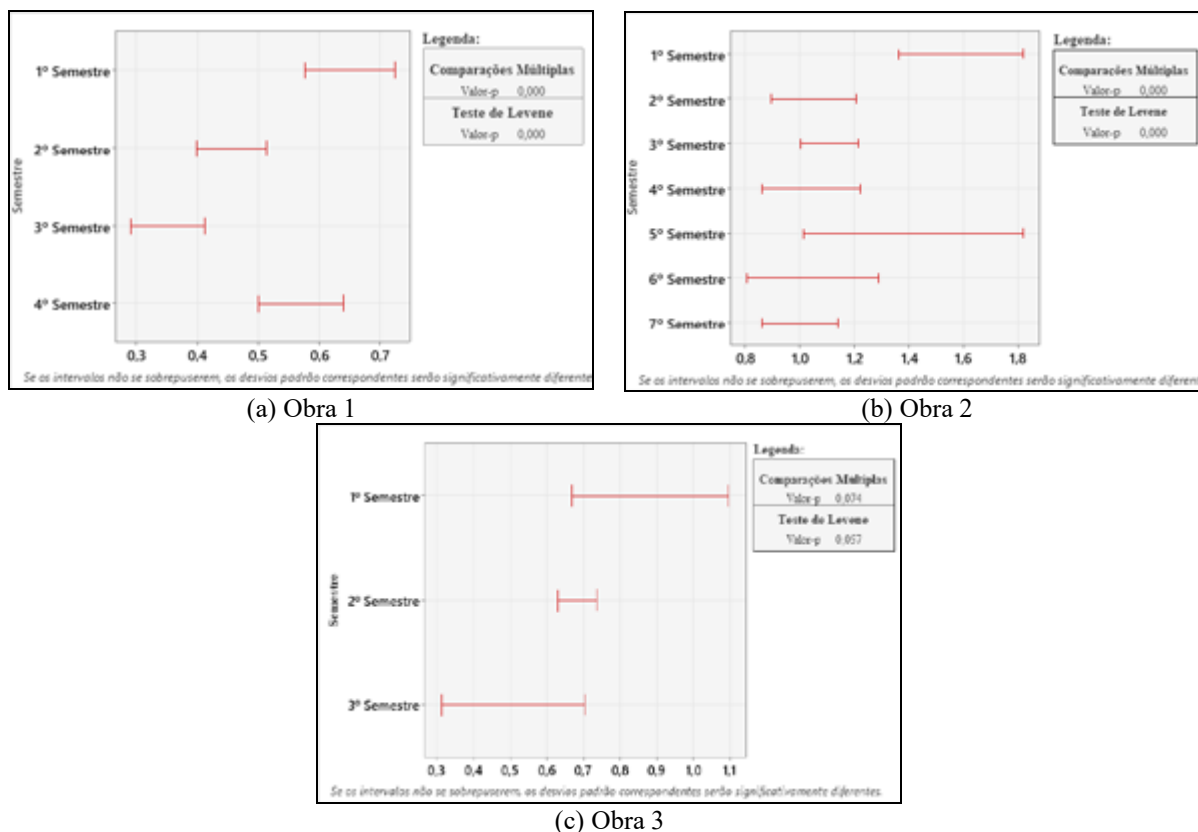 Legenda:
Comparações Múltiplas
Valor-p 0,000
Teste de Levene
Valor-p 0,000
Semestre
1º Semestre
2º Semestre
3º Semestre
4º Semestre
0,3 0,4 0,5 0,6 0,7
Se os intervalos não se sobrepuserem, os desvios padrão correspondentes serão significativamente diferentes
(a) Obra 1
Legenda:
Comparações Múltiplas
Valor-p 0,000
Teste de Levene
Valor-p 0,000
Semestre
1º Semestre
2º Semestre
3º Semestre
4º Semestre
5º Semestre
6º Semestre
7º Semestre
0,8 1,0 1,2 1,4 1,6 1,8
Se os intervalos não se sobrepuserem, os desvios padrão correspondentes serão significativamente diferente
(b) Obra 2
Legenda:
Comparações Múltiplas
Valor-p 0,074
Teste de Levene
Valor-p 0,057
Semestre
1º Semestre
2º Semestre
3º Semestre
0,3 0,4 0,5 0,6 0,7 0,8 0,9 1,0 1,1
Se os intervalos não se sobrepuserem, os desvios padrão correspondentes serão significativamente diferentes.
(c) Obra 3